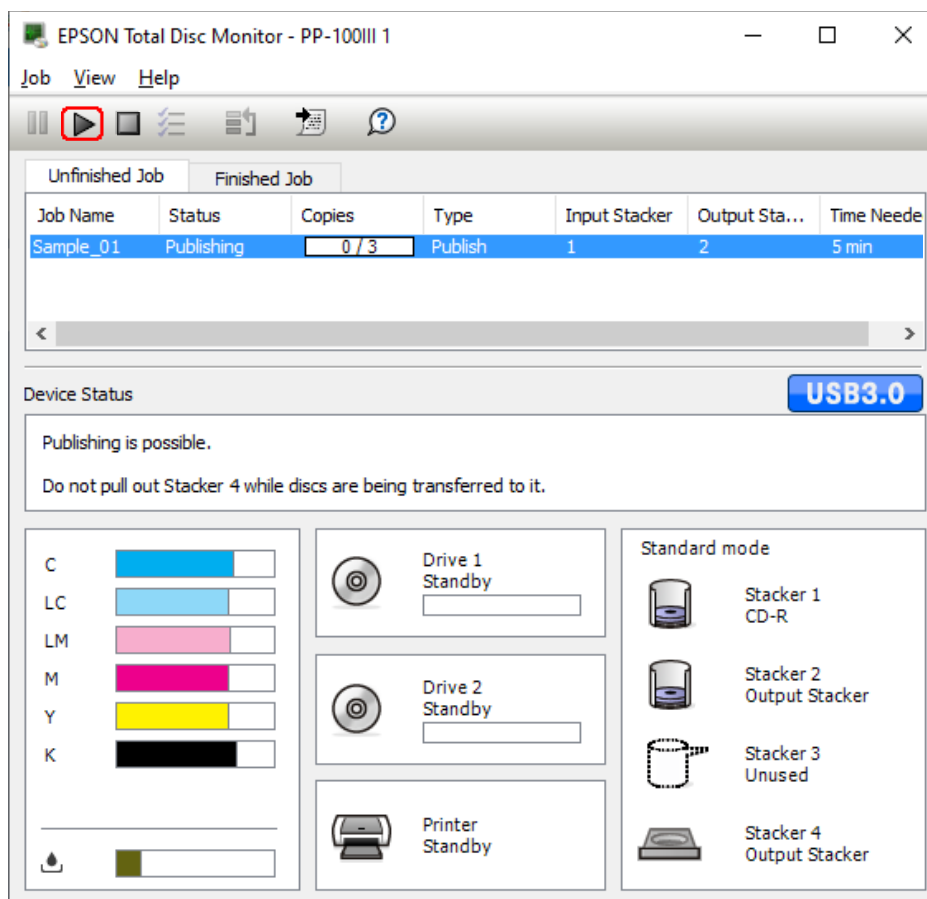 EPSON Total Disc Monitor - PP-100III 1
Job View Help
Unfinished Job Finished Job
Job Name Status Copies Type Input Stacker Output Sta... Time Neede
Sample_01 Publishing 0 / 3 Publish 1 2 5 min
Device Status
USB3.0
Publishing is possible.
Do not pull out Stacker 4 while discs are being transferred to it.
C
LC
LM
M
Y
K
Drive 1
Standby
Drive 2
Standby
Printer
Standby
Standard mode
Stacker 1
CD-R
Stacker 2
Output Stacker
Stacker 3
Unused
Stacker 4
Output Stacker